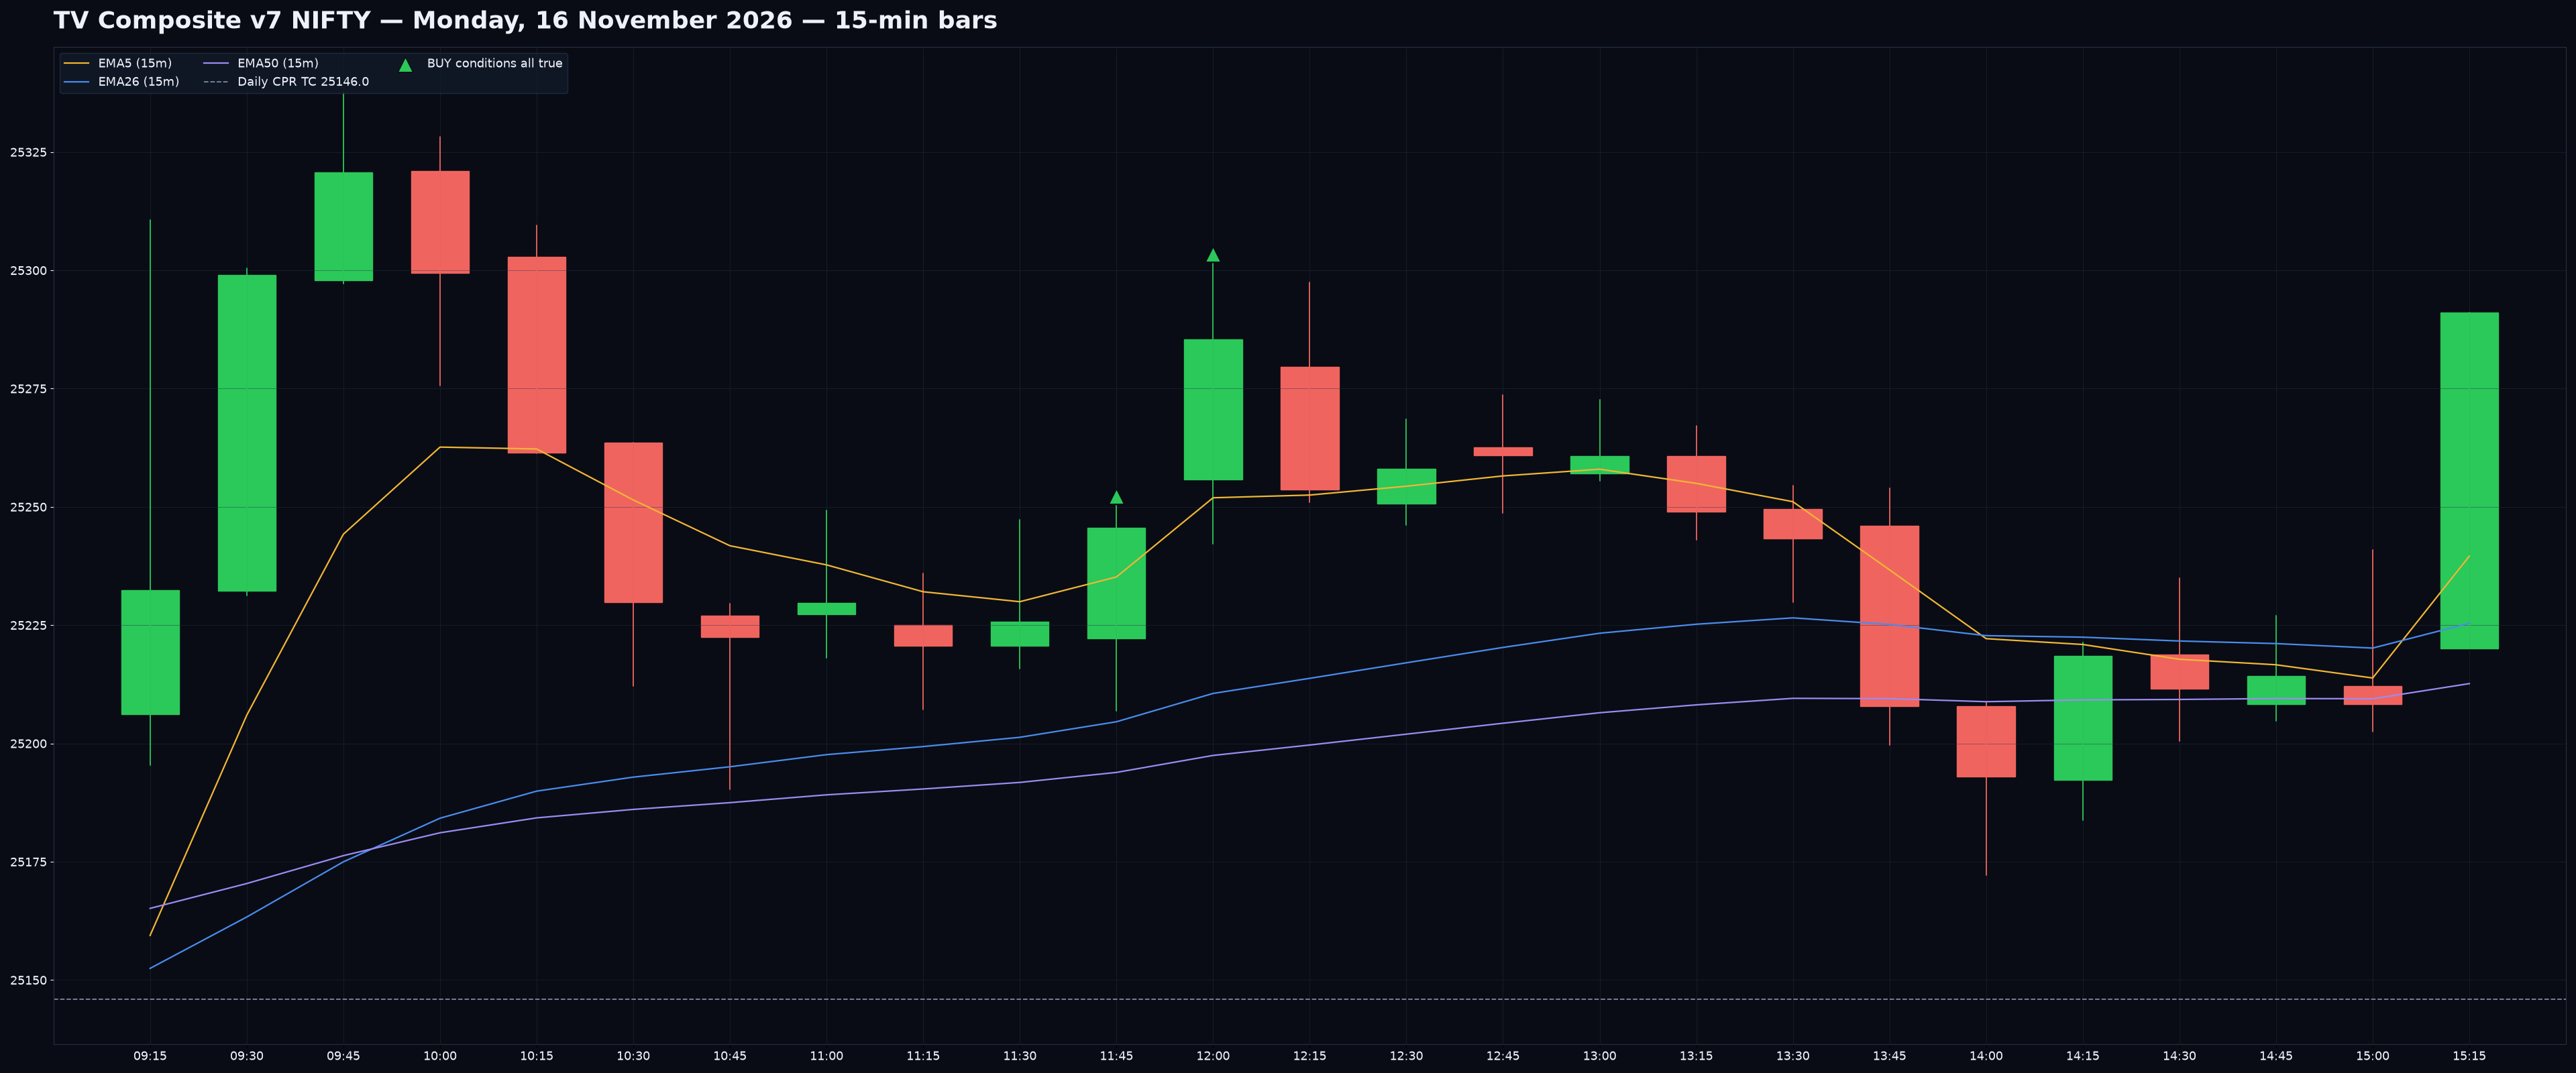 TV Composite v7 NIFTY — Monday, 16 November 2026 — 15-min bars
EMA5 (15m) EMA50 (15m) BUY conditions all true
EMA26 (15m) Daily CPR TC 25146.0
25325
25300
25275
25250
25225
25200
25175
25150
09:15 09:30 09:45 10:00 10:15 10:30 10:45 11:00 11:15 11:30 11:45 12:00 12:15 12:30 12:45 13:00 13:15 13:30 13:45 14:00 14:15 14:30 14:45 15:00 15:15